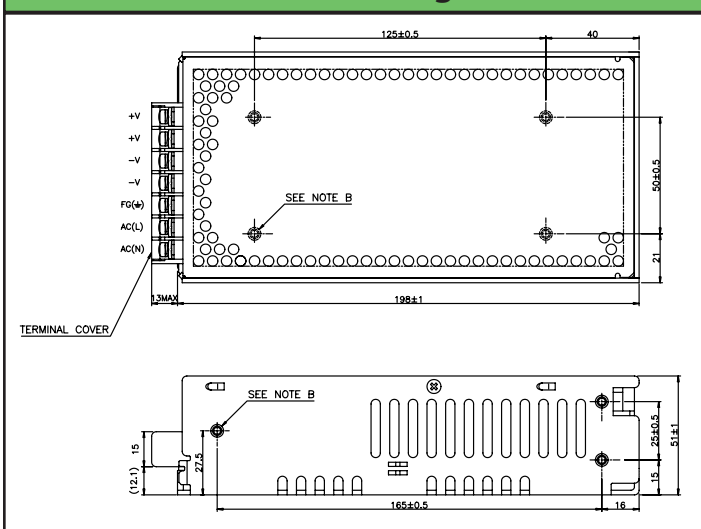 125±0.5
40
+V
+V
-V
-V
FG(⏚)
AC(L)
AC(N)
SEE NOTE B
50±0.5
21
13MAX
198±1
TERMINAL COVER
SEE NOTE B
15
(12.1)
27.5
25±0.5
51±1
15
165±0.5
16